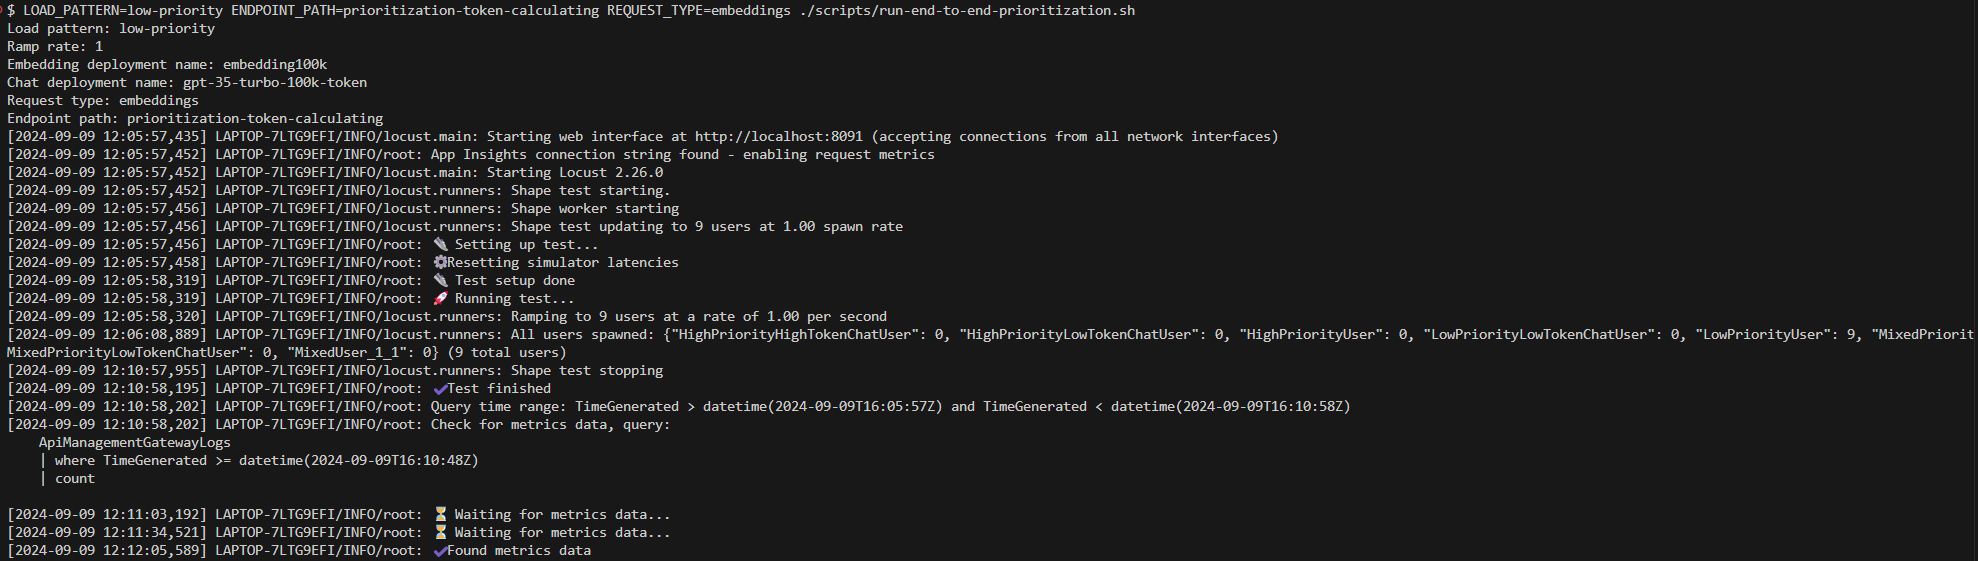 $ LOAD_PATTERN=low-priority ENDPOINT_PATH=prioritization-token-calculating REQUEST_TYPE=embeddings ./scripts/run-end-to-end-prioritization.sh
Load pattern: low-priority
Ramp rate: 1
Embedding deployment name: embedding100k
Chat deployment name: gpt-35-turbo-100k-token
Request type: embeddings
Endpoint path: prioritization-token-calculating
[2024-09-09 12:05:57,435] LAPTOP-7LTG9EFI/INFO/locust.main: Starting web interface at http://localhost:8091 (accepting connections from all network interfaces)
[2024-09-09 12:05:57,452] LAPTOP-7LTG9EFI/INFO/root: App Insights connection string found - enabling request metrics
[2024-09-09 12:05:57,452] LAPTOP-7LTG9EFI/INFO/locust.main: Starting Locust 2.26.0
[2024-09-09 12:05:57,452] LAPTOP-7LTG9EFI/INFO/locust.runners: Shape test starting.
[2024-09-09 12:05:57,456] LAPTOP-7LTG9EFI/INFO/locust.runners: Shape worker starting
[2024-09-09 12:05:57,456] LAPTOP-7LTG9EFI/INFO/locust.runners: Shape test updating to 9 users at 1.00 spawn rate
[2024-09-09 12:05:57,456] LAPTOP-7LTG9EFI/INFO/root: Setting up test...
[2024-09-09 12:05:57,458] LAPTOP-7LTG9EFI/INFO/root: ⚙️Resetting simulator latencies
[2024-09-09 12:05:58,319] LAPTOP-7LTG9EFI/INFO/root: Test setup done
[2024-09-09 12:05:58,319] LAPTOP-7LTG9EFI/INFO/root: 🚀 Running test...
[2024-09-09 12:05:58,320] LAPTOP-7LTG9EFI/INFO/locust.runners: Ramping to 9 users at a rate of 1.00 per second
[2024-09-09 12:06:08,889] LAPTOP-7LTG9EFI/INFO/locust.runners: All users spawned: {"HighPriorityHighTokenChatUser": 0, "HighPriorityLowTokenChatUser": 0, "HighPriorityUser": 0, "LowPriorityLowTokenChatUser": 0, "LowPriorityUser": 9, "MixedPriorit
MixedPriorityLowTokenChatUser": 0, "MixedUser_1_1": 0} (9 total users)
[2024-09-09 12:10:57,955] LAPTOP-7LTG9EFI/INFO/locust.runners: Shape test stopping
[2024-09-09 12:10:58,195] LAPTOP-7LTG9EFI/INFO/root: ✔️Test finished
[2024-09-09 12:10:58,202] LAPTOP-7LTG9EFI/INFO/root: Query time range: TimeGenerated > datetime(2024-09-09T16:05:57Z) and TimeGenerated < datetime(2024-09-09T16:10:58Z)
[2024-09-09 12:10:58,202] LAPTOP-7LTG9EFI/INFO/root: Check for metrics data, query:
ApiManagementGatewayLogs
| where TimeGenerated >= datetime(2024-09-09T16:10:48Z)
| count
[2024-09-09 12:11:03,192] LAPTOP-7LTG9EFI/INFO/root: ⏳ Waiting for metrics data...
[2024-09-09 12:11:34,521] LAPTOP-7LTG9EFI/INFO/root: ⏳ Waiting for metrics data...
[2024-09-09 12:12:05,589] LAPTOP-7LTG9EFI/INFO/root: ✔️Found metrics data